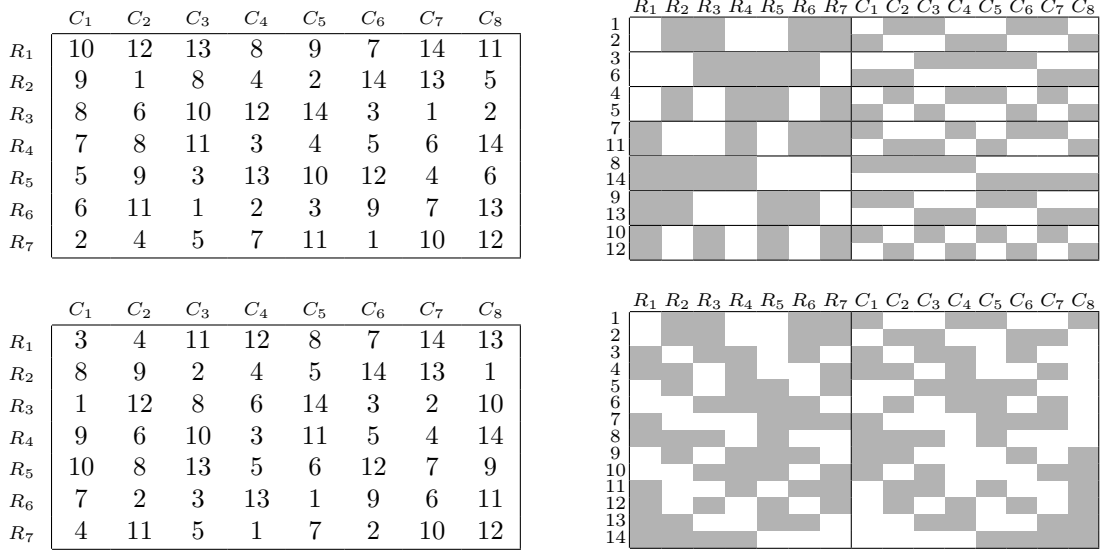 C1 C2 C3 C4 C5 C6 C7 C8
R1 10 12 13 8 9 7 14 11
R2 9 1 8 4 2 14 13 5
R3 8 6 10 12 14 3 1 2
R4 7 8 11 3 4 5 6 14
R5 5 9 3 13 10 12 4 6
R6 6 11 1 2 3 9 7 13
R7 2 4 5 7 11 1 10 12
R1 R2 R3 R4 R5 R6 R7 C1 C2 C3 C4 C5 C6 C7 C8
1
2
3
6
4
5
7
11
8
14
9
13
10
12
C1 C2 C3 C4 C5 C6 C7 C8
R1 3 4 11 12 8 7 14 13
R2 8 9 2 4 5 14 13 1
R3 1 12 8 6 14 3 2 10
R4 9 6 10 3 11 5 4 14
R5 10 8 13 5 6 12 7 9
R6 7 2 3 13 1 9 6 11
R7 4 11 5 1 7 2 10 12
R1 R2 R3 R4 R5 R6 R7 C1 C2 C3 C4 C5 C6 C7 C8
1
2
3
4
5
6
7
8
9
10
11
12
13
14